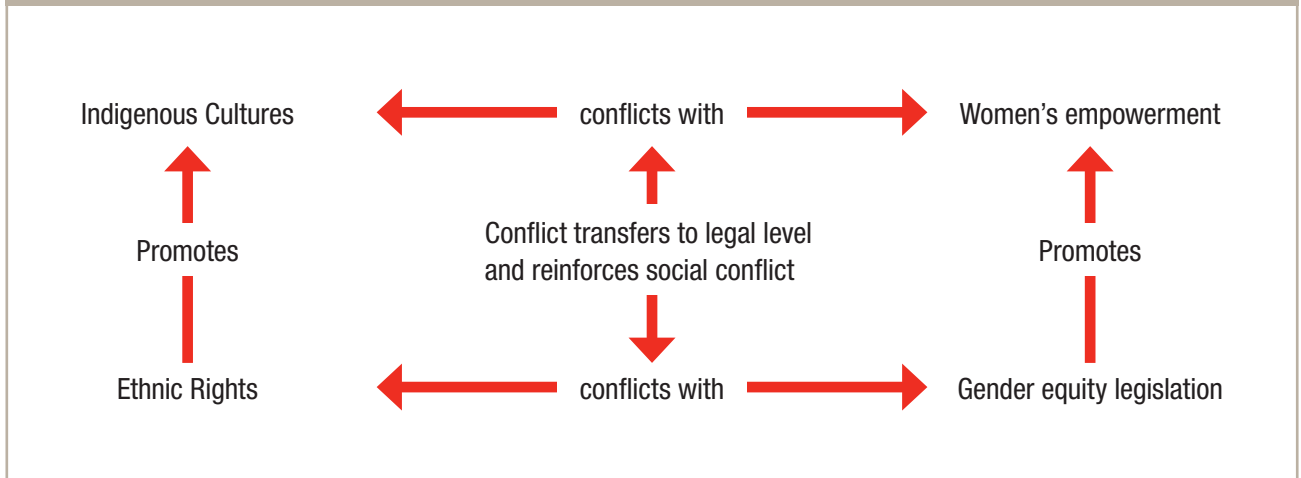 Indigenous Cultures
conflicts with
Women's empowerment
Promotes
Conflict transfers to legal level
and reinforces social conflict
Promotes
Ethnic Rights
conflicts with
Gender equity legislation